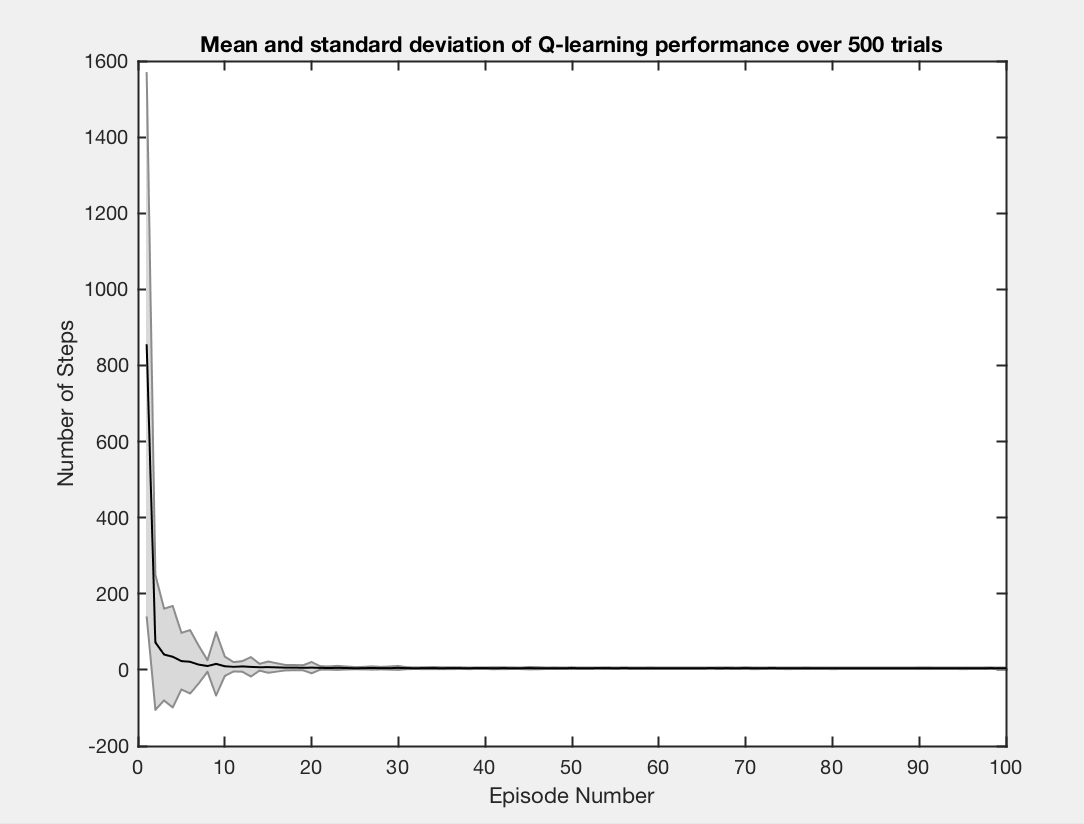 Mean and standard deviation of Q-learning performance over 500 trials
1600
1400
1200
1000
800
600
400
200
0
-200
Number of Steps
0 10 20 30 40 50 60 70 80 90 100
Episode Number